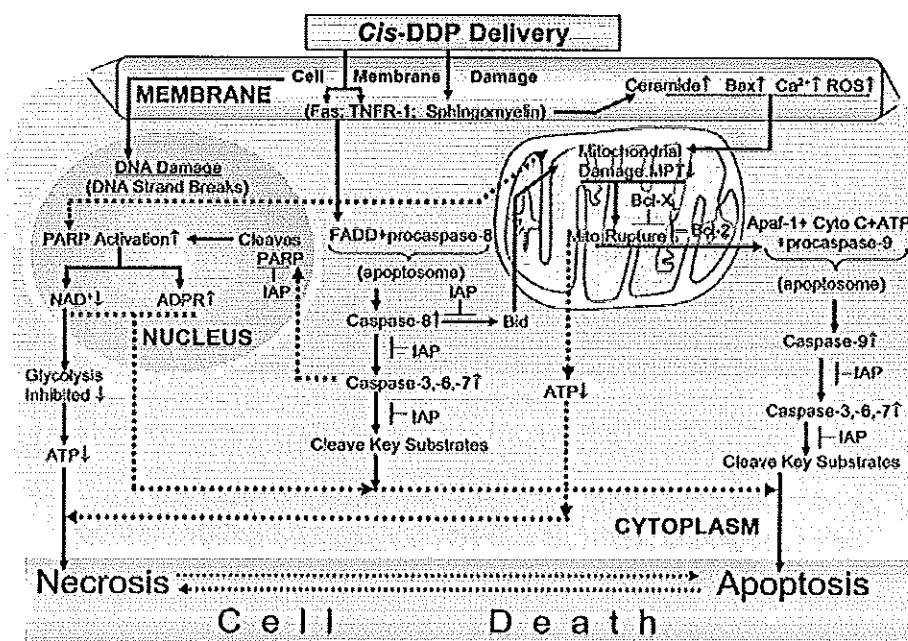 Cis-DDP Delivery
Cell Membrane Damage
MEMBRANE
(Fas; TNFR-1; Sphingomyelin)
Ceramide↑ Bax↑ Ca²⁺↑ ROS↑
DNA Damage
(DNA Strand Breaks)
Mitochondrial
Damage MPT
Bcl-X
Bcl-2
Mito Rupture
PARP Activation↑
Cleaves
PARP
IAP
FADD+procaspase-8
(apoptosome)
IAP
Apaf-1+ Cyto C+ATP
+procaspase-9
(apoptosome)
NAD⁺↓
ADPR↑
NUCLEUS
Caspase-8↑
Bid
IAP
Caspase-9↑
IAP
Glycolysis
Inhibited ↓
Caspase-3,-6,-7↑
IAP
ATP↓
Caspase-3,-6,-7↑
IAP
ATP↓
Cleave Key Substrates
Cleave Key Substrates
CYTOPLASM
Necrosis
Apoptosis
Cell Death